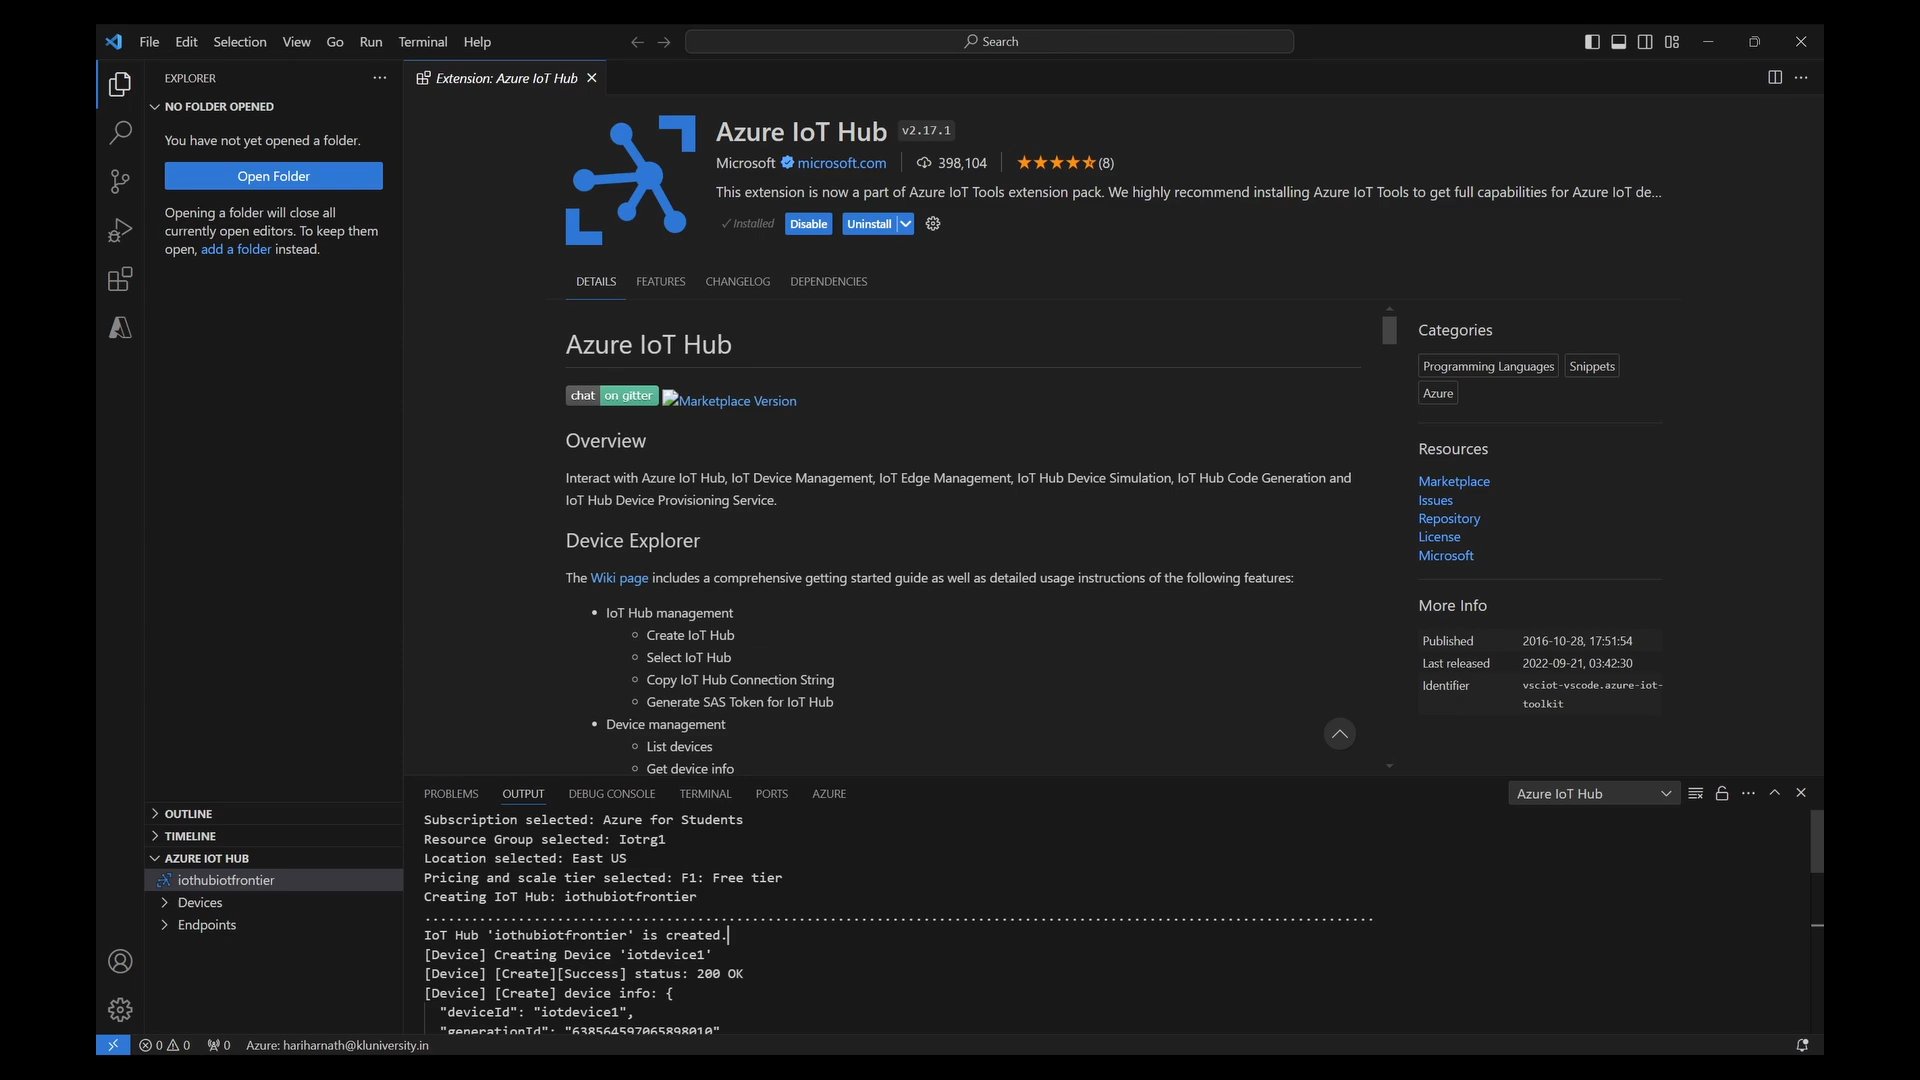 File Edit Selection View Go Run Terminal Help
Search
EXPLORER
NO FOLDER OPENED
You have not yet opened a folder.
Open Folder
Opening a folder will close all
currently open editors. To keep them
open, add a folder instead.
OUTLINE
TIMELINE
AZURE IOT HUB
iothubiotfrontier
Devices
Endpoints
Extension: Azure IoT Hub
Azure IoT Hub v2.17.1
Microsoft microsoft.com 398,104 (8)
This extension is now a part of Azure IoT Tools extension pack. We highly recommend installing Azure IoT Tools to get full capabilities for Azure IoT de...
Installed Disable Uninstall
DETAILS FEATURES CHANGELOG DEPENDENCIES
Azure IoT Hub
chat on gitter Marketplace Version
Overview
Interact with Azure IoT Hub, IoT Device Management, IoT Edge Management, IoT Hub Device Simulation, IoT Hub Code Generation and
IoT Hub Device Provisioning Service.
Device Explorer
The Wiki page includes a comprehensive getting started guide as well as detailed usage instructions of the following features:
• IoT Hub management
○ Create IoT Hub
○ Select IoT Hub
○ Copy IoT Hub Connection String
○ Generate SAS Token for IoT Hub
• Device management
○ List devices
○ Get device info
Categories
Programming Languages Snippets
Azure
Resources
Marketplace
Issues
Repository
License
Microsoft
More Info
Published 2016-10-28, 17:51:54
Last released 2022-09-21, 03:42:30
Identifier vsciot-vscode.azure-iot-
toolkit
PROBLEMS OUTPUT DEBUG CONSOLE TERMINAL PORTS AZURE
Azure IoT Hub
Subscription selected: Azure for Students
Resource Group selected: Iotrg1
Location selected: East US
Pricing and scale tier selected: F1: Free tier
Creating IoT Hub: iothubiotfrontier
..........................................................................................................................
IoT Hub 'iothubiotfrontier' is created.
[Device] Creating Device 'iotdevice1'
[Device] [Create][Success] status: 200 OK
[Device] [Create] device info: {
"deviceId": "iotdevice1",
"generationId": "638564597065898010"
0 0 0 Azure: hariharnath@kluniversity.in